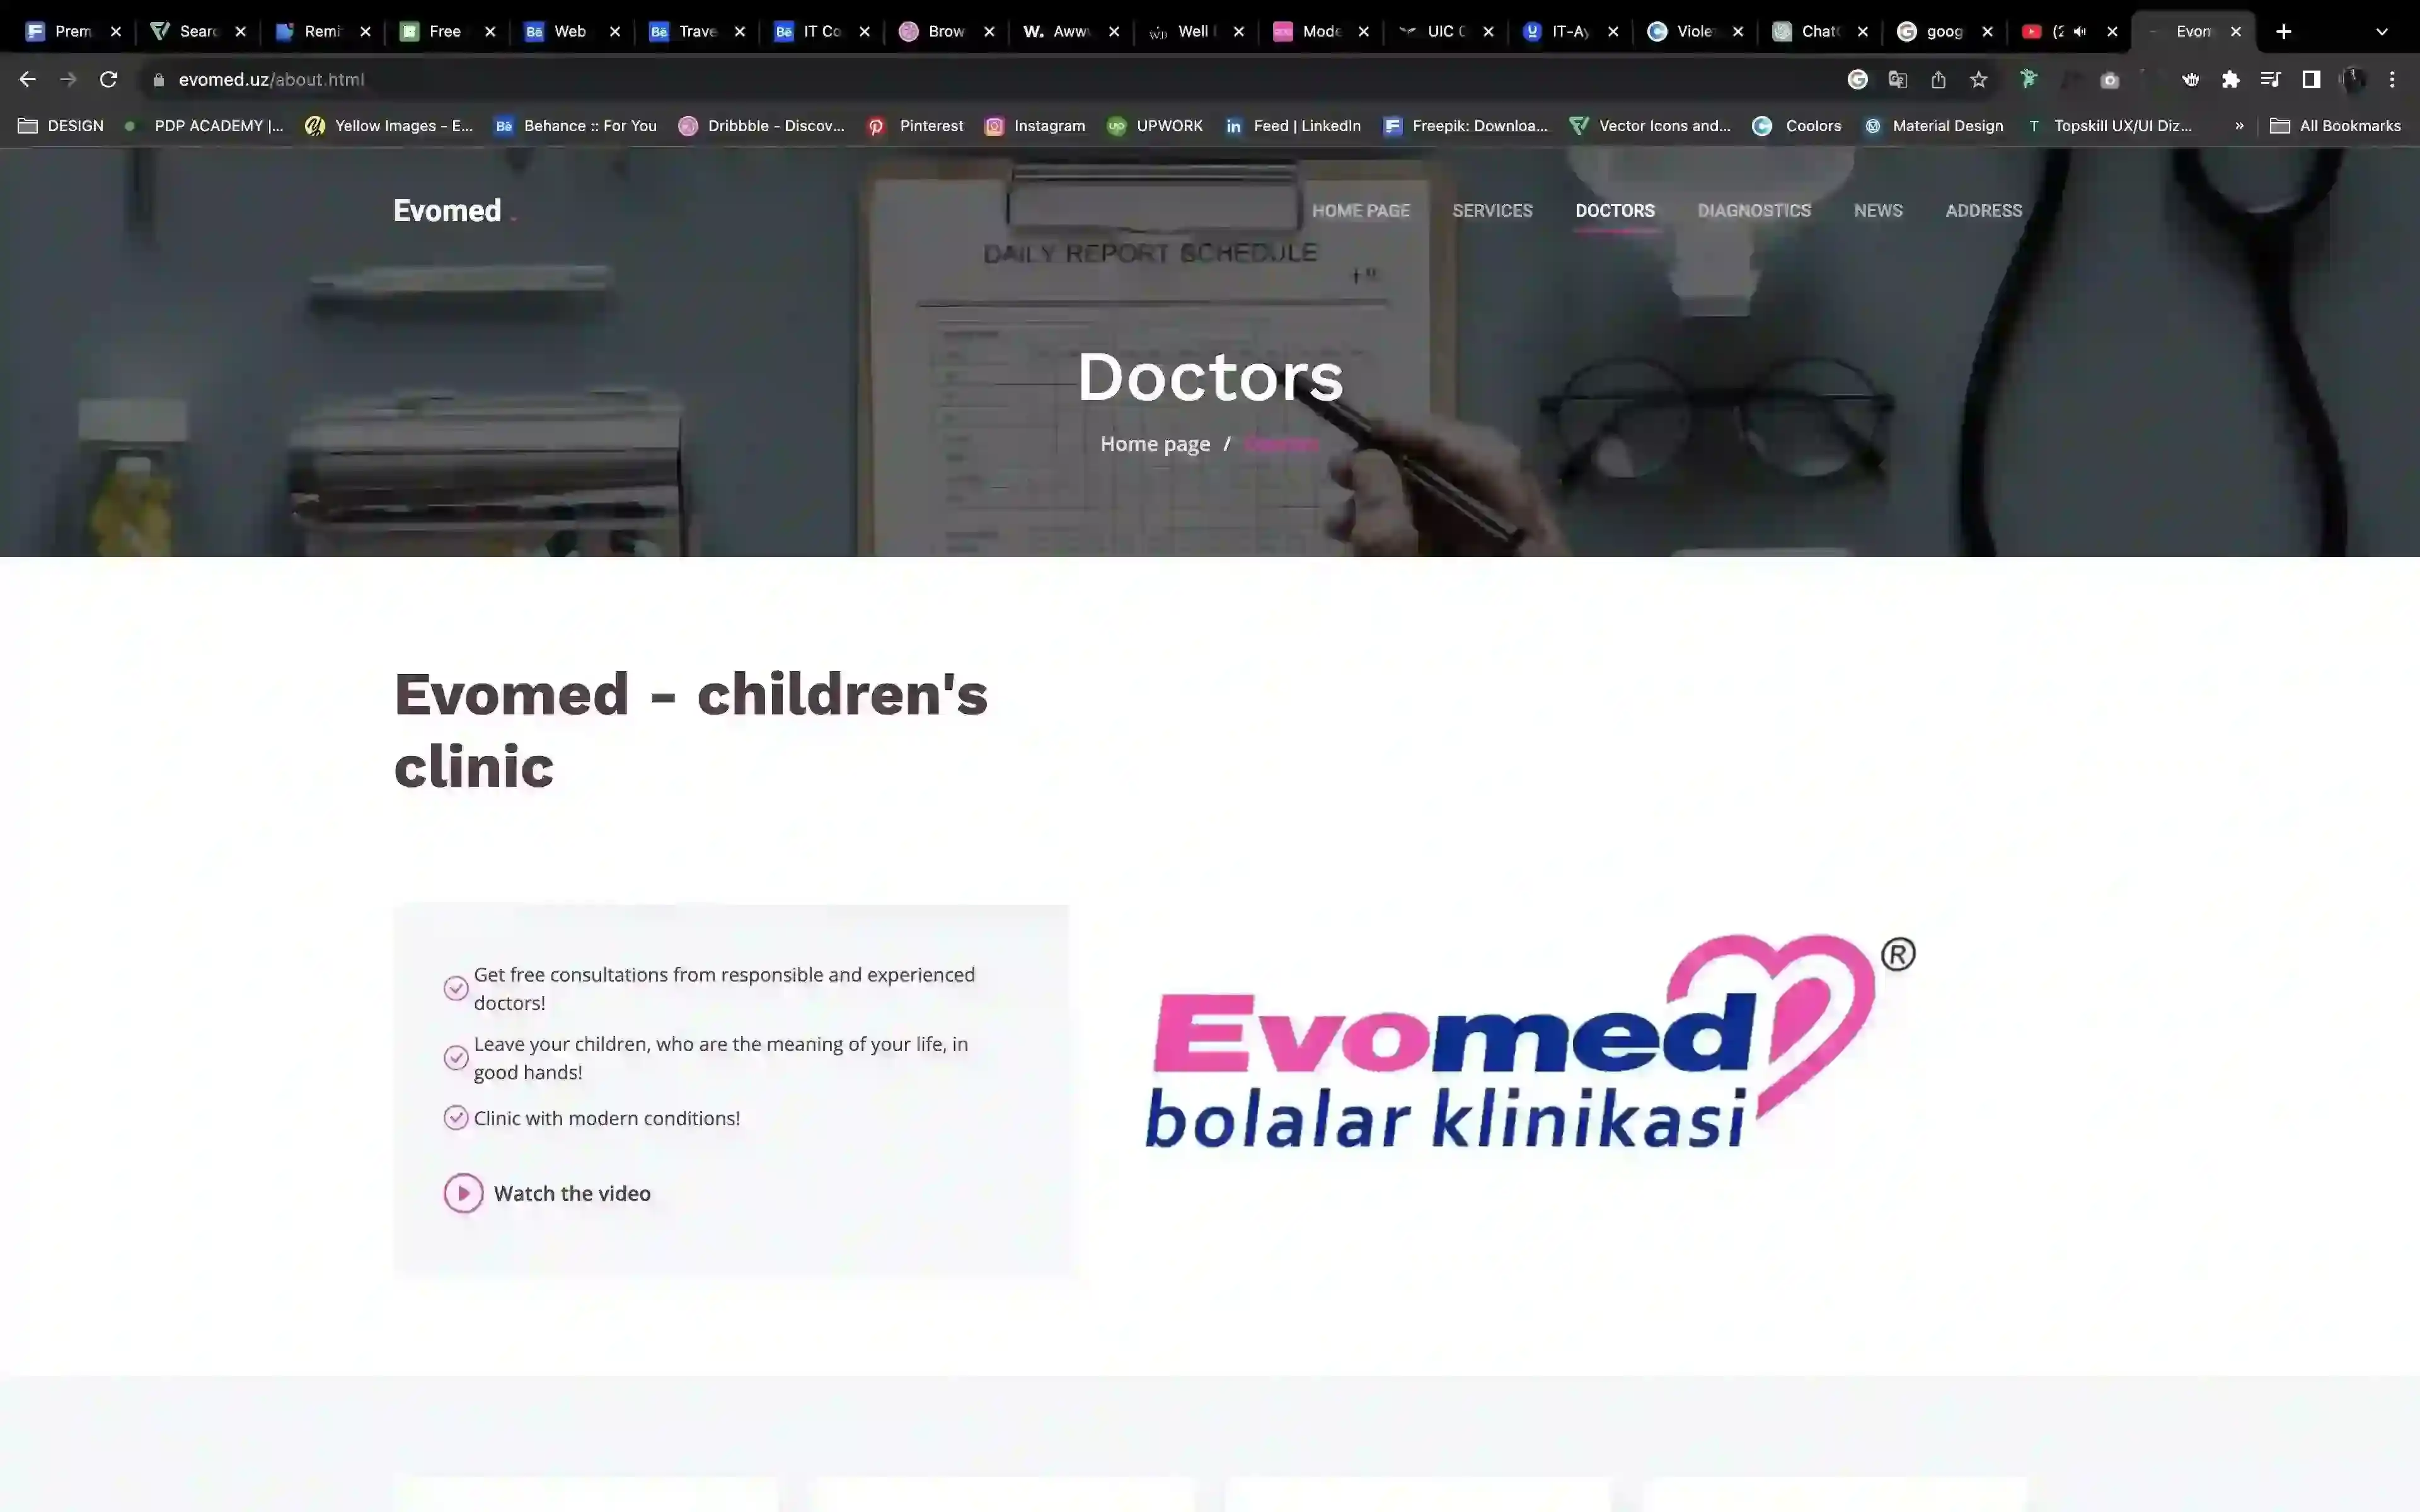 Prem
Searc
Remi
Free
Web
Trave
IT Co
Brow
W. Aww
Well
Mode
UIC
IT-Ay
Viole
Chat
goog
(2
Evon
evomed.uz/about.html
DESIGN
PDP ACADEMY |...
Yellow Images - E...
Bē Behance :: For You
Dribbble - Discov...
Pinterest
Instagram
UPWORK
in Feed | LinkedIn
Freepik: Downloa...
Vector Icons and...
Coolors
Material Design
T Topskill UX/UI Diz...
»
All Bookmarks
Evomed .
HOME PAGE
SERVICES
DOCTORS
DIAGNOSTICS
NEWS
ADDRESS
DAILY REPORT SCHEDULE
Doctors
Home page /
Evomed - children's
clinic
Get free consultations from responsible and experienced
doctors!
Leave your children, who are the meaning of your life, in
good hands!
Clinic with modern conditions!
Watch the video
Evomed ®
bolalar klinikasi